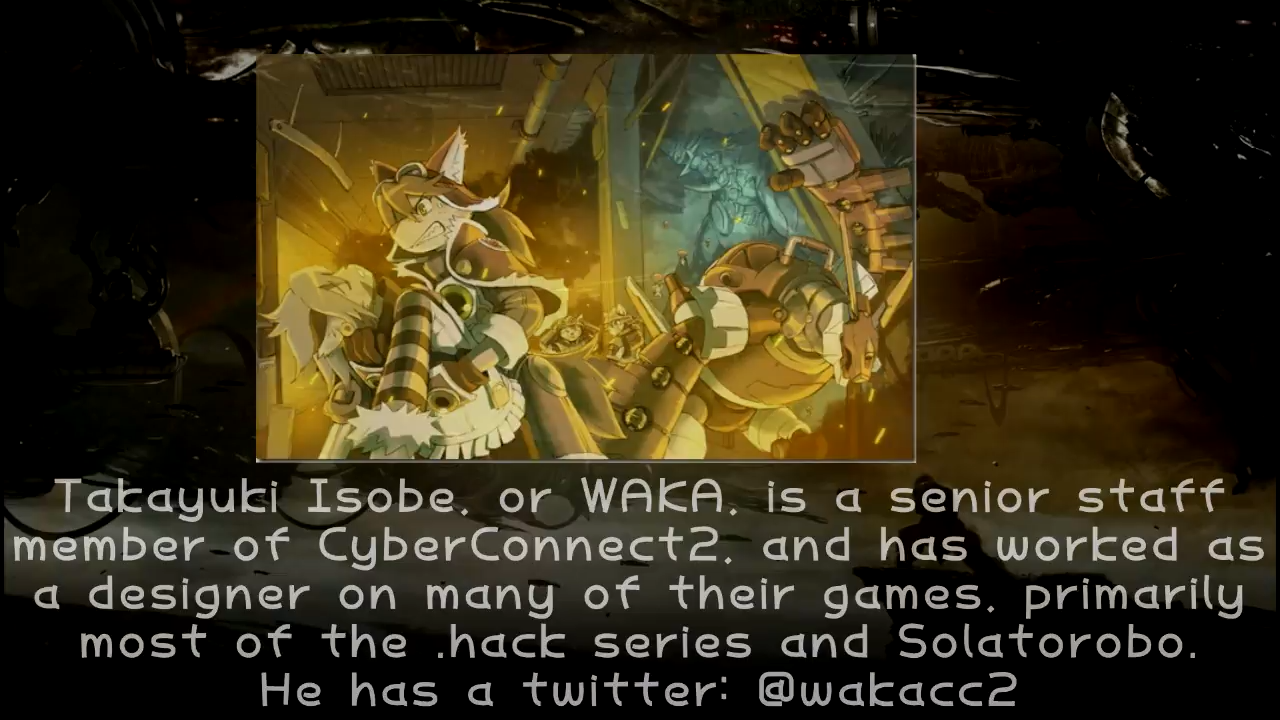 Takayuki Isobe, or WAKA, is a senior staff
member of CyberConnect2, and has worked as
a designer on many of their games, primarily
most of the .hack series and Solatorobo.
He has a twitter: @wakacc2